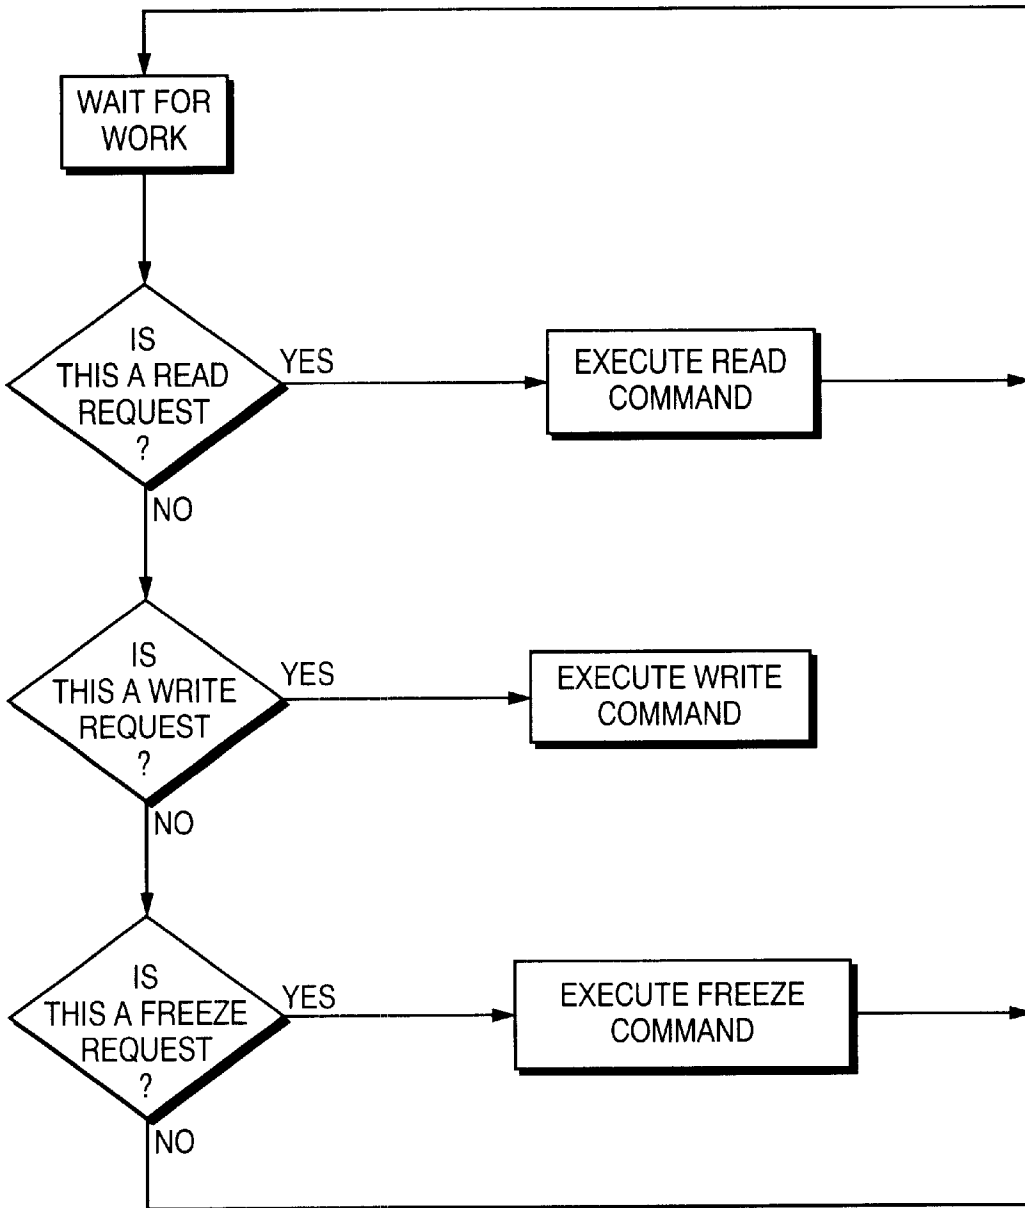 WAIT FOR
WORK
IS
THIS A READ
REQUEST
?
YES
EXECUTE READ
COMMAND
NO
IS
THIS A WRITE
REQUEST
?
YES
EXECUTE WRITE
COMMAND
NO
IS
THIS A FREEZE
REQUEST
?
YES
EXECUTE FREEZE
COMMAND
NO